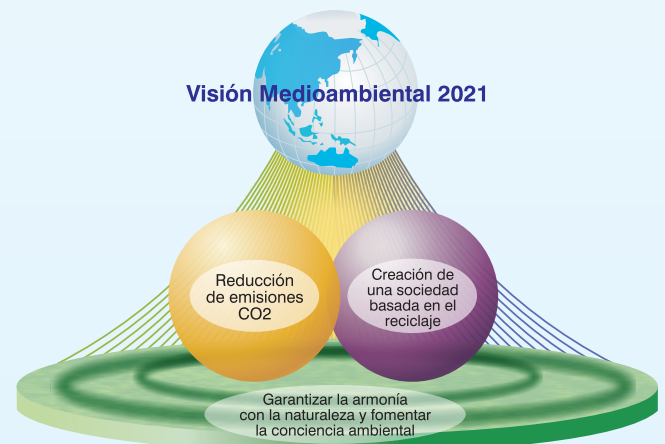 Visión Medioambiental 2021
Reducción
de emisiones
CO2
Creación de
una sociedad
basada en el
reciclaje
Garantizar la armonía
con la naturaleza y fomentar
la conciencia ambiental